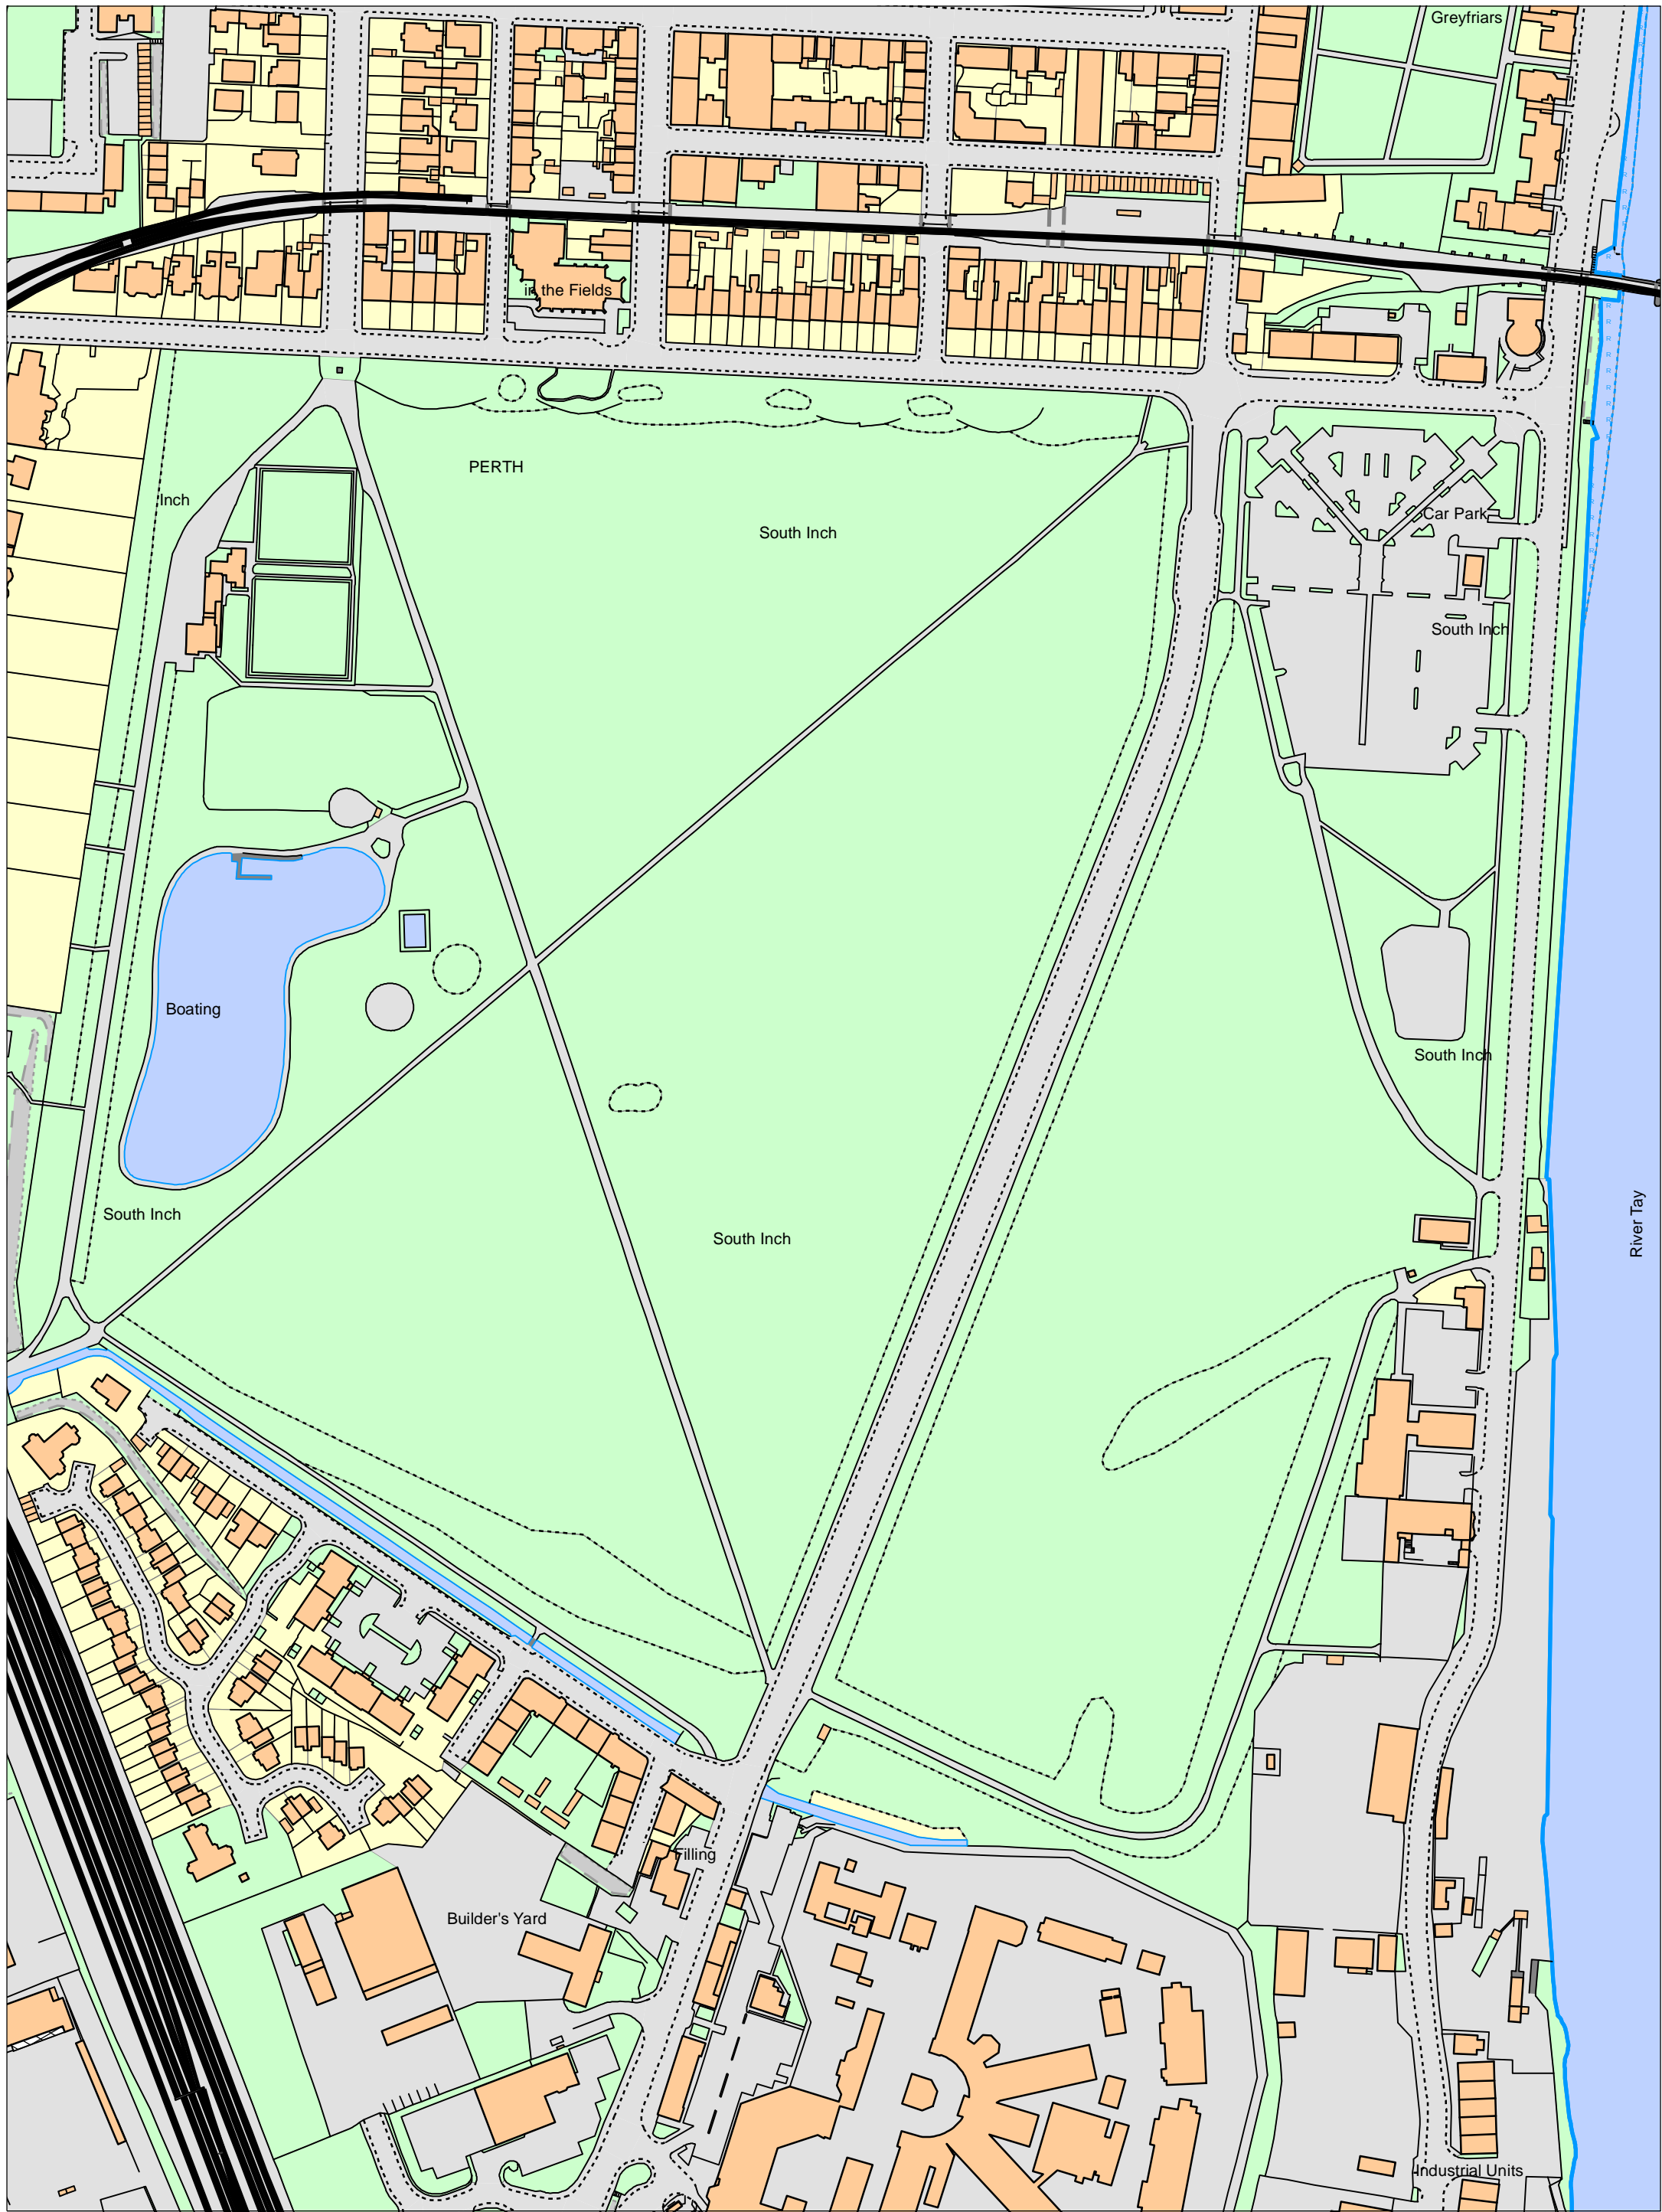 Greyfriars
in the Fields
PERTH
Inch
South Inch
Car Park
South Inch
Boating
South Inch
South Inch
South Inch
River Tay
Filling
Builder's Yard
Industrial Units